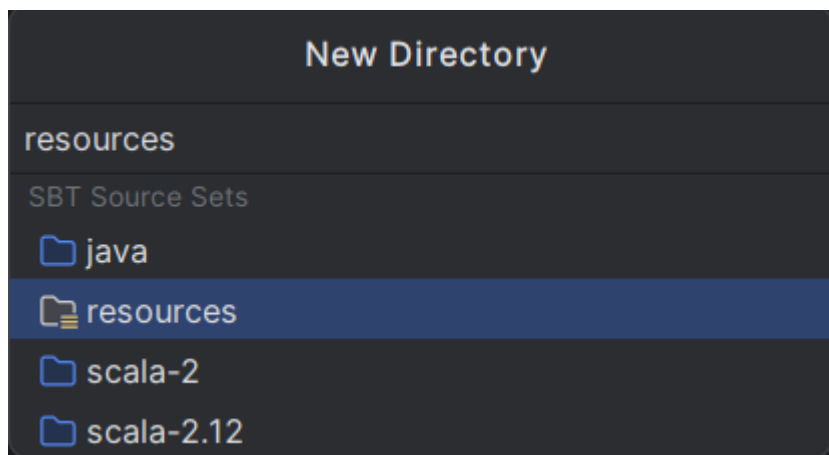 New Directory
resources
SBT Source Sets
java
resources
scala-2
scala-2.12